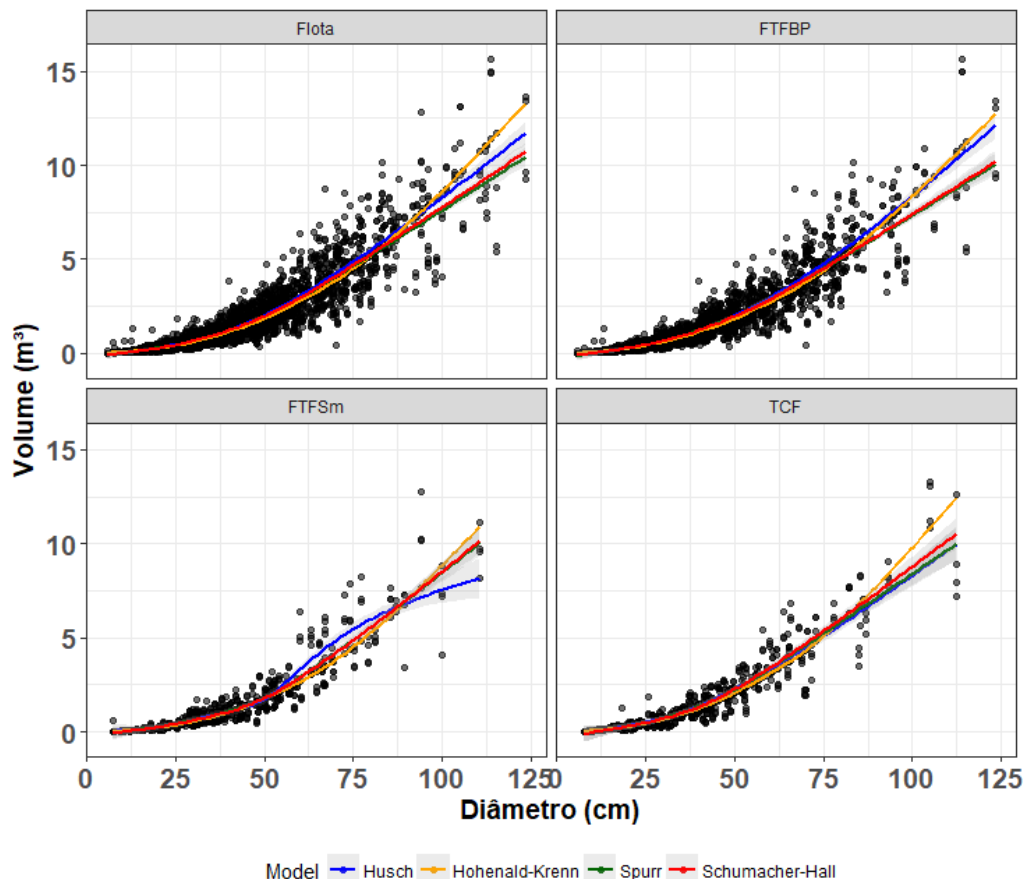 Flota FTFBP
15
10
5
0
FTFSm TCF
15
10
5
0
Volume (m³)
0 25 50 75 100 125 0 25 50 75 100 125
Diâmetro (cm)
Model Husch Hohenald-Krenn Spurr Schumacher-Hall